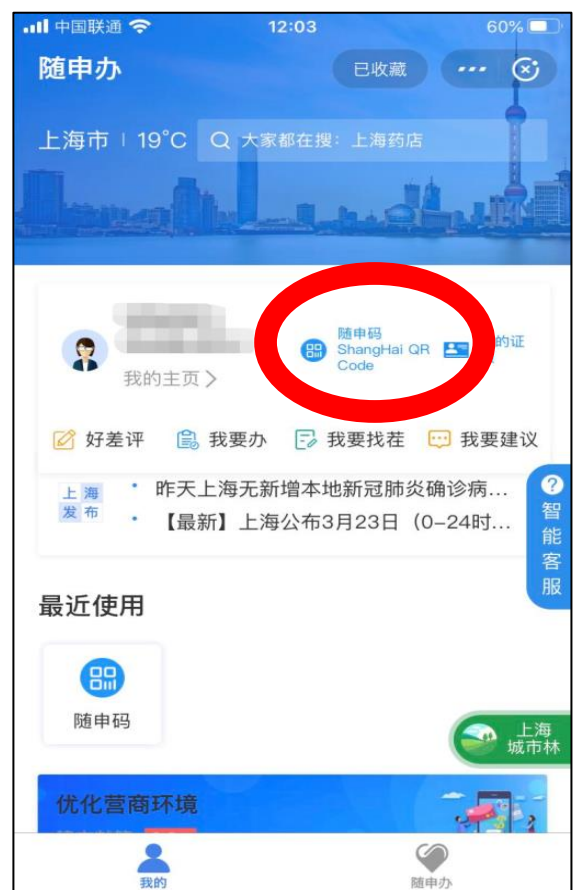 中国联通 12:03 60%
随申办 已收藏
上海市 19°C 大家都在搜: 上海药店
随申码
ShangHai QR
Code
的证
我的主页 >
好差评 我要办 我要找茬 我要建议
上海
发布
· 昨天上海无新增本地新冠肺炎确诊病...
· 【最新】上海公布3月23日（0-24时...
?
智能客服
最近使用
随申码
上海
城市林
优化营商环境
我的 随申办